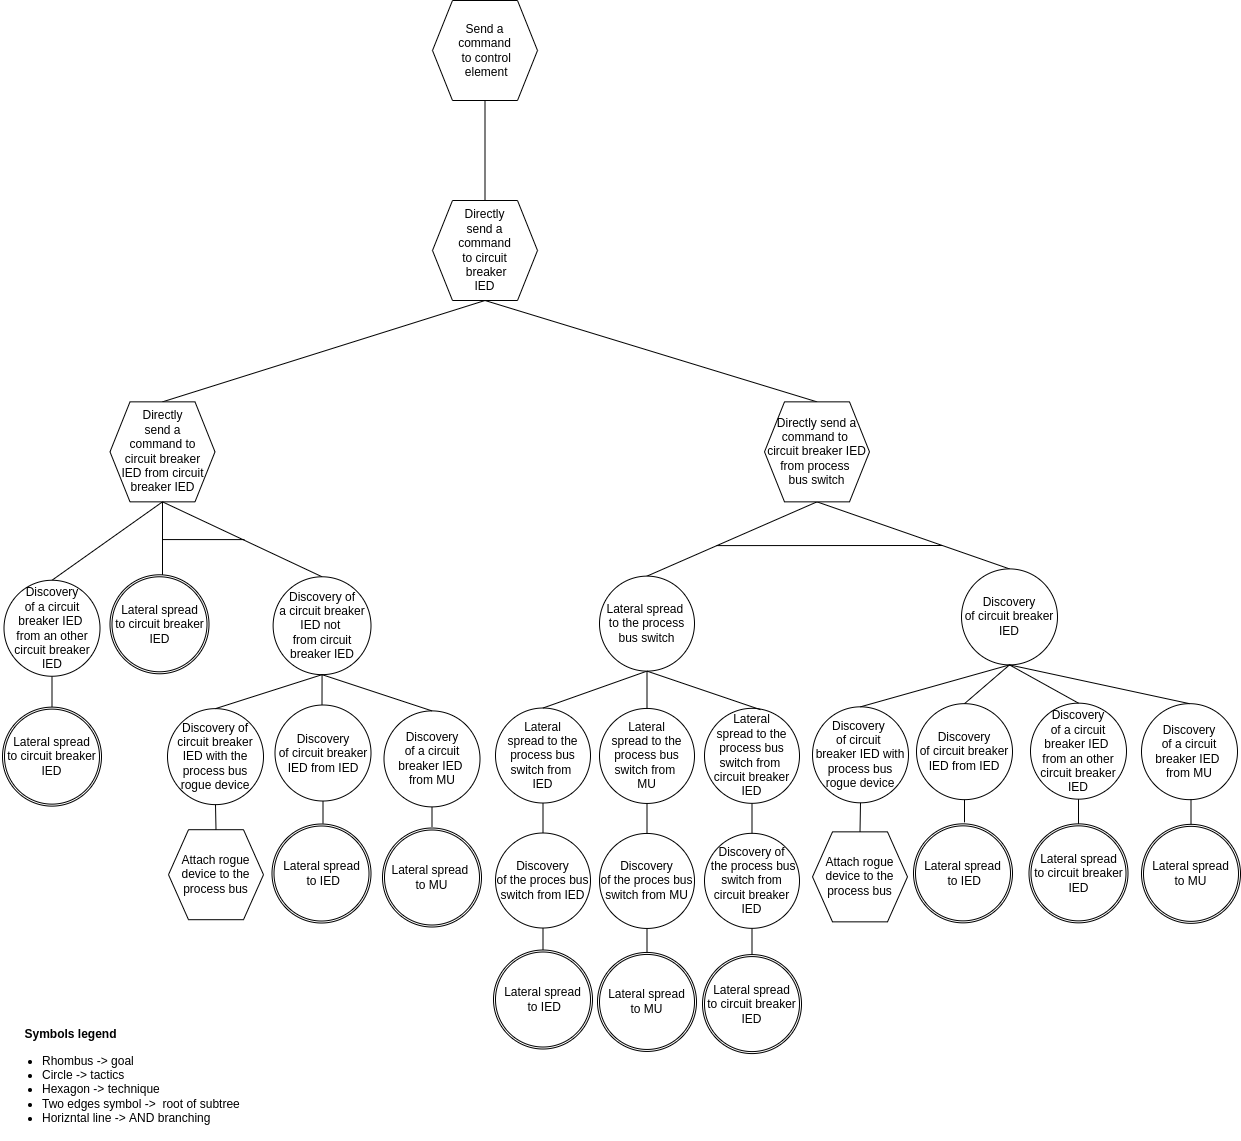 Send a
command
to control
element
Directly
send a
command
to circuit
breaker
IED
Directly
send a
command to
circuit breaker
IED from circuit
breaker IED
Directly send a
command to
circuit breaker IED
from process
bus switch
Discovery
of a circuit
breaker IED
from an other
circuit breaker
IED
Lateral spread
to circuit breaker
IED
Discovery of
a circuit breaker
IED not
from circuit
breaker IED
Lateral spread
to the process
bus switch
Discovery
of circuit breaker
IED
Lateral spread
to circuit breaker
IED
Discovery of
circuit breaker
IED with the
process bus
rogue device
Discovery
of circuit breaker
IED from IED
Discovery
of a circuit
breaker IED
from MU
Lateral
spread to the
process bus
switch from
IED
Lateral
spread to the
process bus
switch from
MU
Lateral
spread to the
process bus
switch from
circuit breaker
IED
Discovery
of circuit
breaker IED with
process bus
rogue device
Discovery
of circuit breaker
IED from IED
Discovery
of a circuit
breaker IED
from an other
circuit breaker
IED
Discovery
of a circuit
breaker IED
from MU
Attach rogue
device to the
process bus
Lateral spread
to IED
Lateral spread
to MU
Discovery
of the proces bus
switch from IED
Discovery
of the proces bus
switch from MU
Discovery of
the process bus
switch from
circuit breaker
IED
Attach rogue
device to the
process bus
Lateral spread
to IED
Lateral spread
to circuit breaker
IED
Lateral spread
to MU
Lateral spread
to IED
Lateral spread
to MU
Lateral spread
to circuit breaker
IED
Symbols legend
• Rhombus -> goal
• Circle -> tactics
• Hexagon -> technique
• Two edges symbol -> root of subtree
• Horizntal line -> AND branching